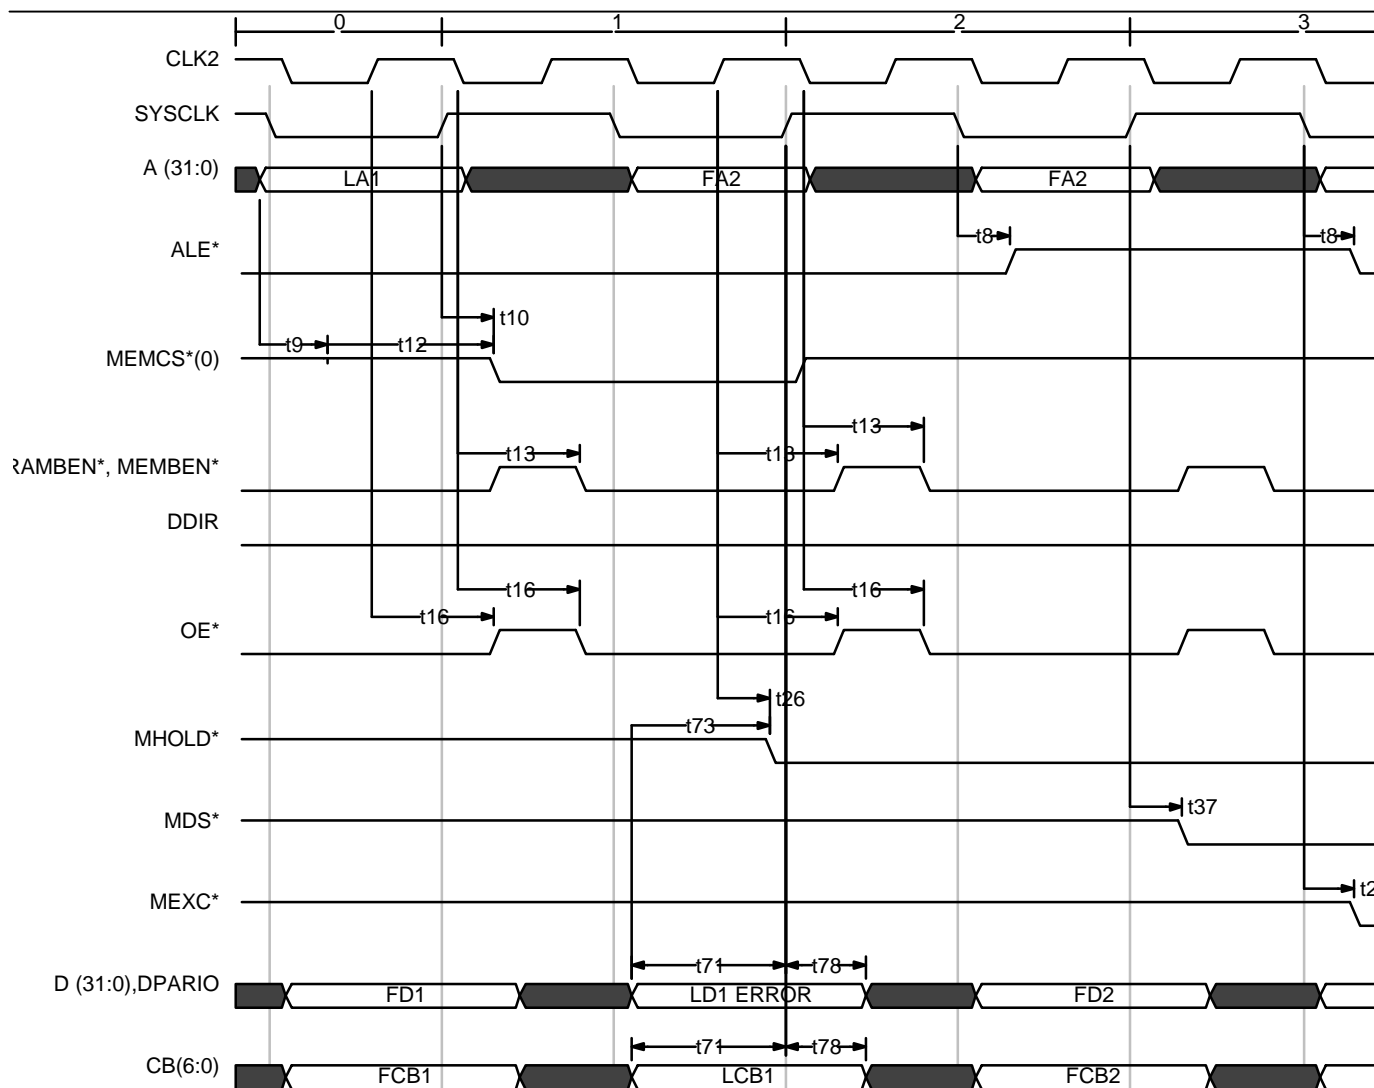 0 1 2 3
CLK2
SYSCLK
A (31:0) LA1 FA2 FA2
ALE* t8 t8
t10
MEMCS*(0) t9 t12
t13
RAMBEN*, MEMBEN* t13 t13
DDIR
t16 t16
OE* t16 t16
t26
MHOLD* t73
MDS* t37
MEXC* t2
t71 t78
D (31:0),DPARIO FD1 LD1 ERROR FD2
t71 t78
CB(6:0) FCB1 LCB1 FCB2